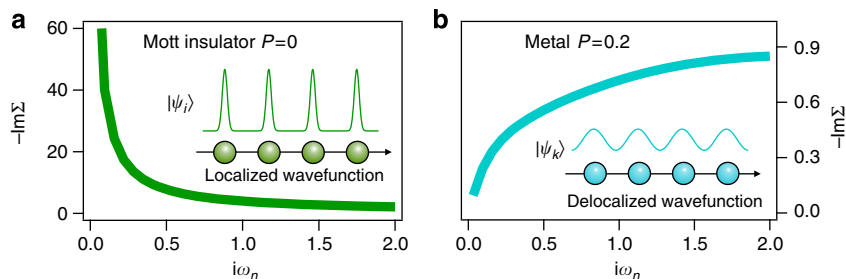 a
Mott insulator P=0
60
40
20
0
−ImΣ
|ψi⟩
Localized wavefunction
0.0 0.5 1.0 1.5 2.0
iωn
b
Metal P=0.2
0.9
0.6
0.3
0.0
−ImΣ
|ψk⟩
Delocalized wavefunction
0.0 0.5 1.0 1.5 2.0
iωn